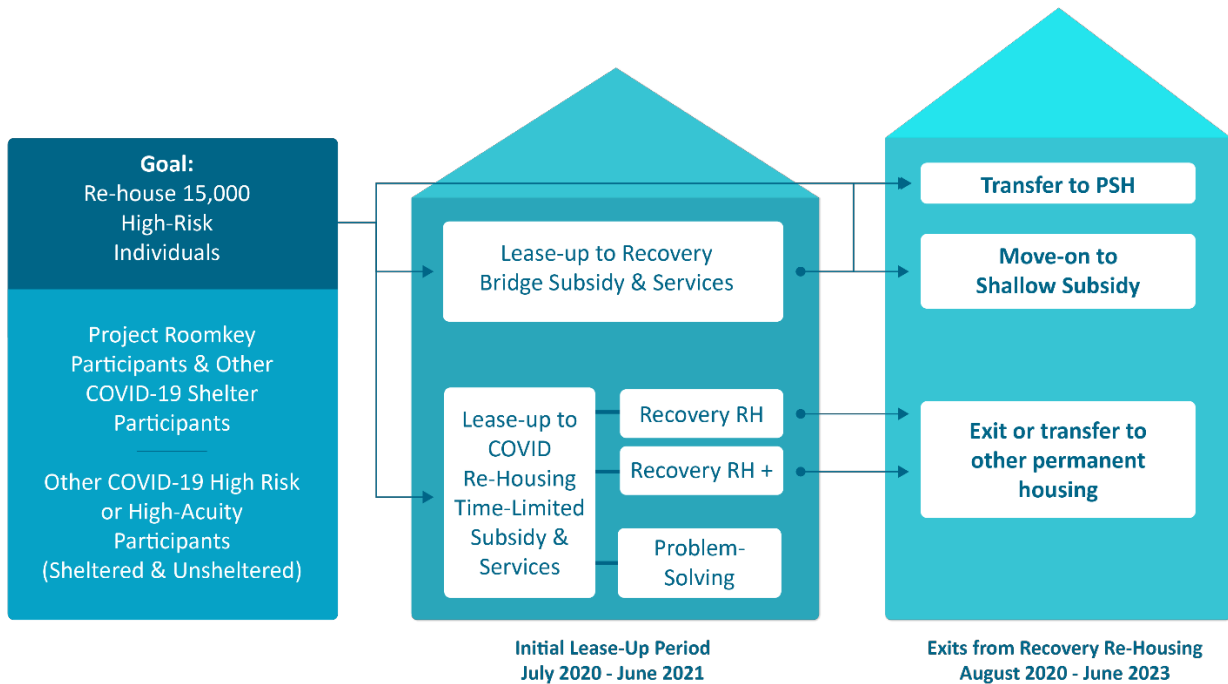 Goal:
Re-house 15,000
High-Risk
Individuals
Project Roomkey
Participants & Other
COVID-19 Shelter
Participants
Other COVID-19 High Risk
or High-Acuity
Participants
(Sheltered & Unsheltered)
Lease-up to Recovery
Bridge Subsidy & Services
Lease-up to
COVID
Re-Housing
Time-Limited
Subsidy &
Services
Recovery RH
Recovery RH +
Problem-
Solving
Initial Lease-Up Period
July 2020 - June 2021
Transfer to PSH
Move-on to
Shallow Subsidy
Exit or transfer to
other permanent
housing
Exits from Recovery Re-Housing
August 2020 - June 2023